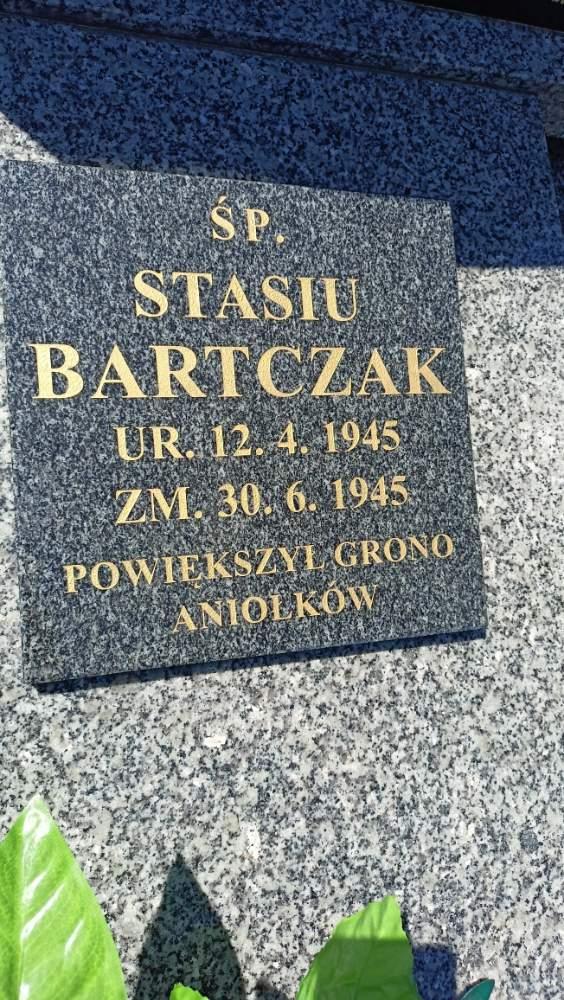 ŚP.
STASIU
BARTCZAK
UR. 12. 4. 1945
ZM. 30. 6. 1945
POWIĘKSZYŁ GRONO
ANIOŁKÓW